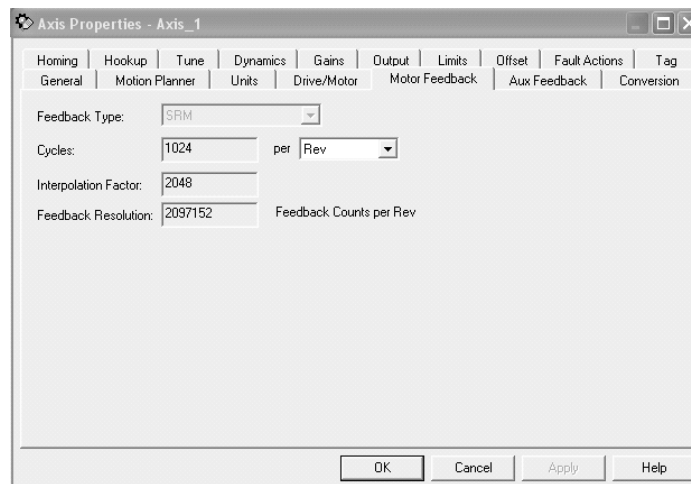 Axis Properties - Axis_1
Homing Hookup Tune Dynamics Gains Output Limits Offset Fault Actions Tag
General Motion Planner Units Drive/Motor Motor Feedback Aux Feedback Conversion
Feedback Type: SRM
Cycles: 1024 per Rev
Interpolation Factor: 2048
Feedback Resolution: 2097152 Feedback Counts per Rev
OK Cancel Apply Help